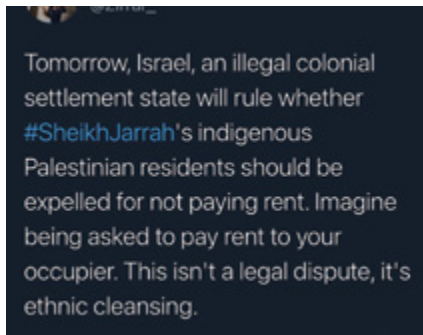 Tomorrow, Israel, an illegal colonial
settlement state will rule whether
#SheikhJarrah's indigenous
Palestinian residents should be
expelled for not paying rent. Imagine
being asked to pay rent to your
occupier. This isn't a legal dispute, it's
ethnic cleansing.